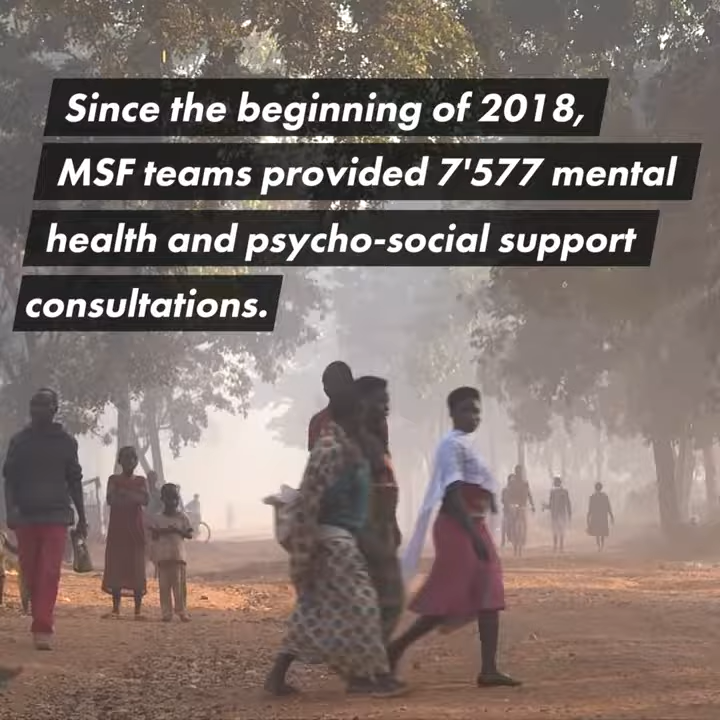 Since the beginning of 2018,
MSF teams provided 7'577 mental
health and psycho-social support
consultations.